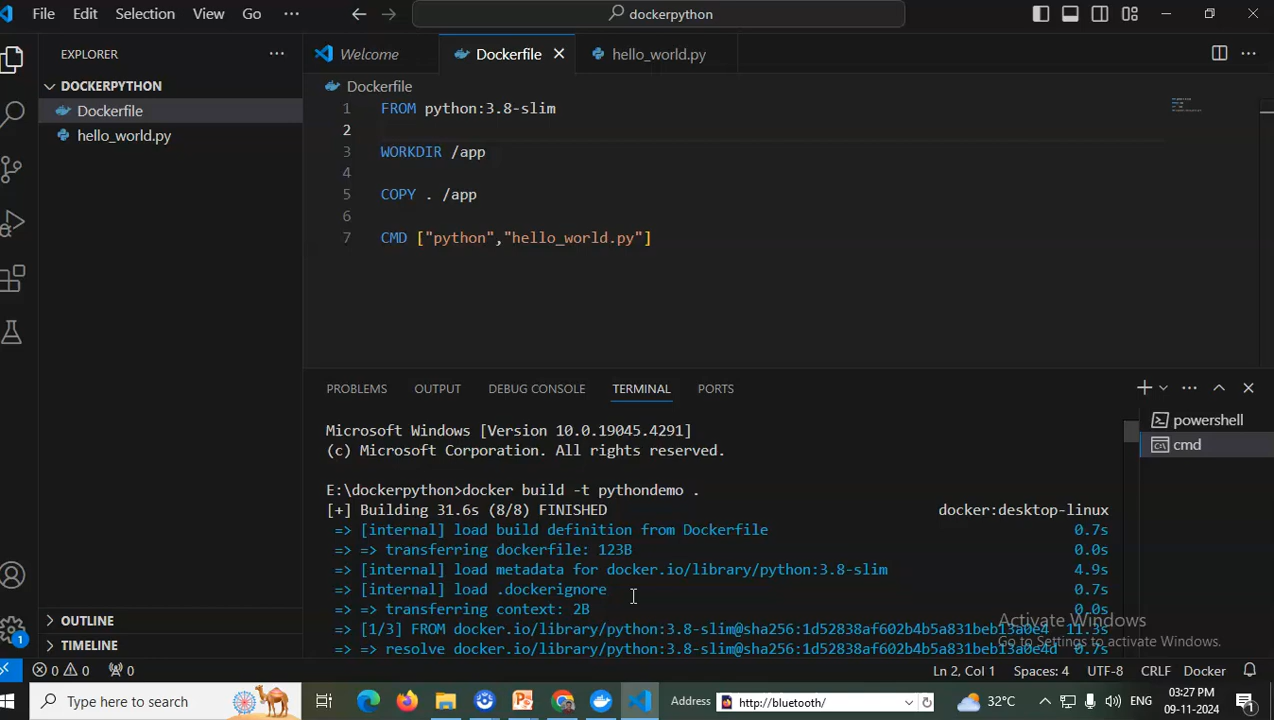 File Edit Selection View Go ··· dockerpython
EXPLORER ···
DOCKERPYTHON
Dockerfile
hello_world.py
OUTLINE
TIMELINE
Welcome Dockerfile hello_world.py
Dockerfile
1 FROM python:3.8-slim
2
3 WORKDIR /app
4
5 COPY . /app
6
7 CMD ["python","hello_world.py"]
PROBLEMS OUTPUT DEBUG CONSOLE TERMINAL PORTS
powershell
cmd
Microsoft Windows [Version 10.0.19045.4291]
(c) Microsoft Corporation. All rights reserved.
E:\dockerpython>docker build -t pythondemo .
[+] Building 31.6s (8/8) FINISHED docker:desktop-linux
=> [internal] load build definition from Dockerfile 0.7s
=> => transferring dockerfile: 123B 0.0s
=> [internal] load metadata for docker.io/library/python:3.8-slim 4.9s
=> [internal] load .dockerignore 0.7s
=> => transferring context: 2B 0.0s
=> [1/3] FROM docker.io/library/python:3.8-slim@sha256:1d52838af602b4b5a831beb13a0e4 11.3s
=> => resolve docker.io/library/python:3.8-slim@sha256:1d52838af602b4b5a831beb13a0e4d 0.7s
Activate Windows
Go to Settings to activate Windows.
1
0 0 0 Ln 2, Col 1 Spaces: 4 UTF-8 CRLF Docker
Type here to search Address http://bluetooth/ 32°C ENG 03:27 PM
09-11-2024
1